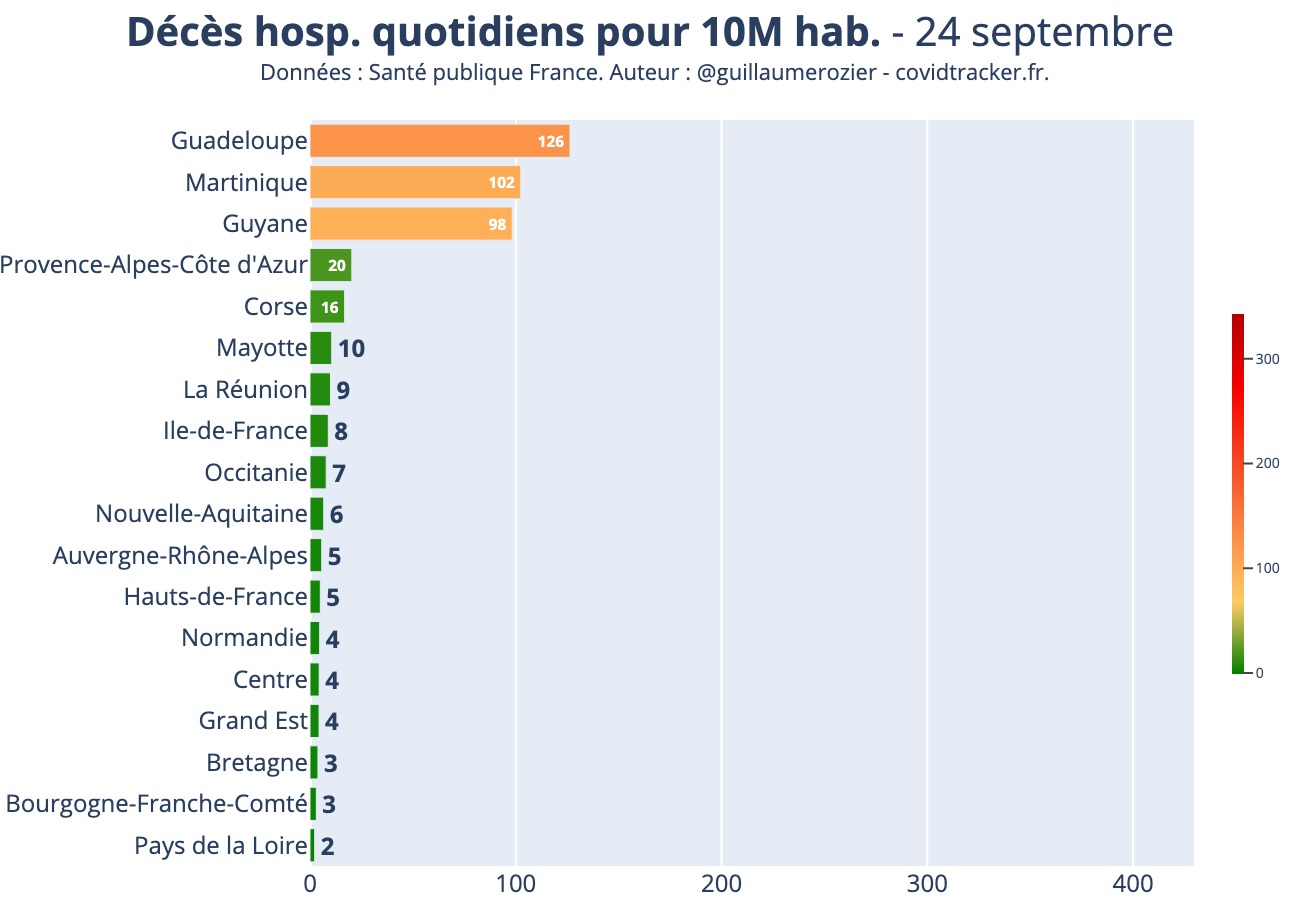 Décès hosp. quotidiens pour 10M hab. - 24 septembre
Données : Santé publique France. Auteur : @guillaumerozier - covidtracker.fr.
Guadeloupe 126
Martinique 102
Guyane 98
Provence-Alpes-Côte d'Azur 20
Corse 16
Mayotte 10
La Réunion 9
Ile-de-France 8
Occitanie 7
Nouvelle-Aquitaine 6
Auvergne-Rhône-Alpes 5
Hauts-de-France 5
Normandie 4
Centre 4
Grand Est 4
Bretagne 3
Bourgogne-Franche-Comté 3
Pays de la Loire 2
0 100 200 300 400
300
200
100
0